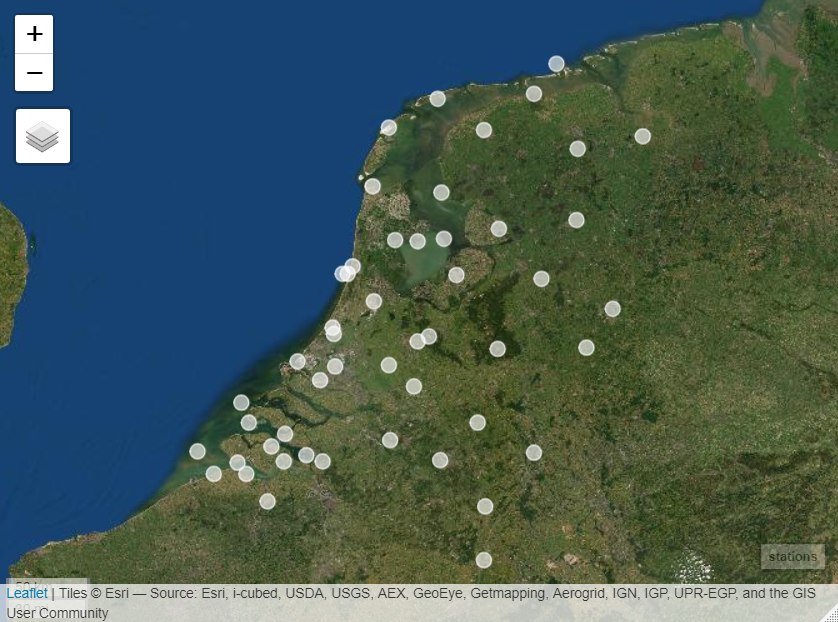 +
−
stations
Leaflet | Tiles © Esri — Source: Esri, i-cubed, USDA, USGS, AEX, GeoEye, Getmapping, Aerogrid, IGN, IGP, UPR-EGP, and the GIS
User Community